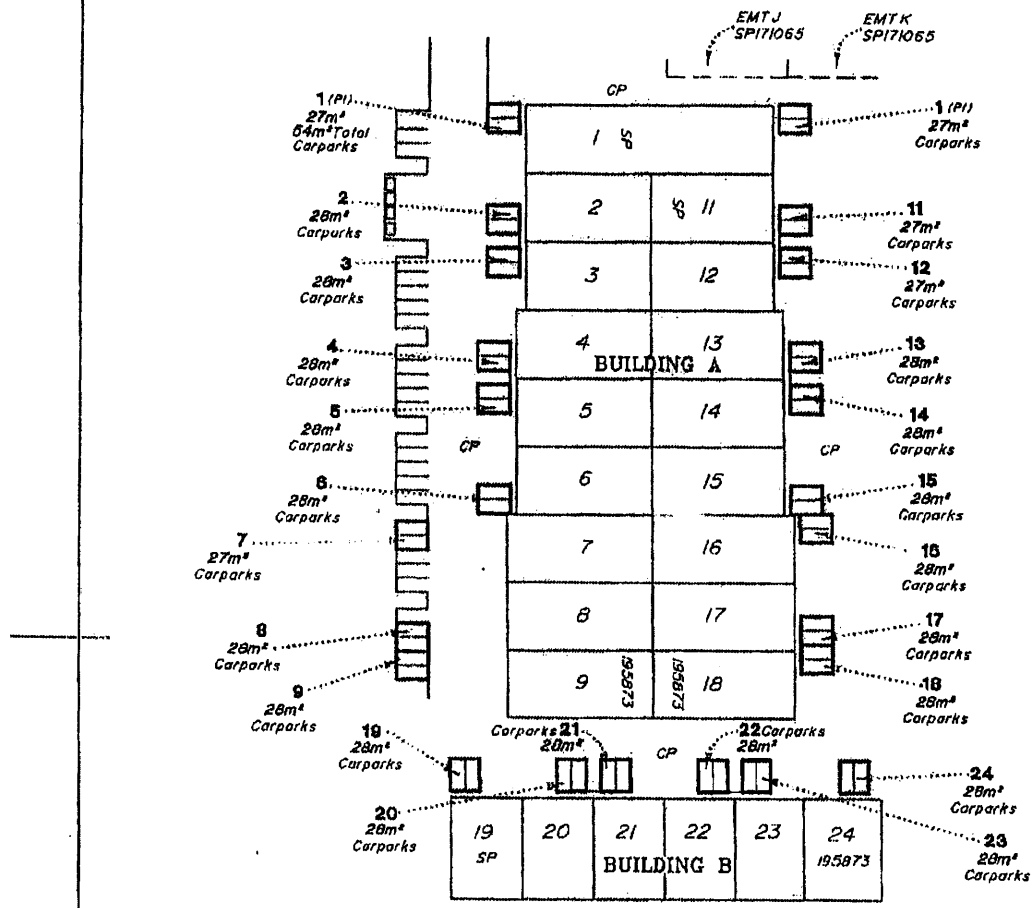 EMT J
SP171065
EMT K
SP171065
CP
1 (Pt)
27m²
54m² Total
Carparks
1 (Pt)
27m²
Carparks
1 SP
2
28m²
Carparks
2
SP 11
11
27m²
Carparks
3
28m²
Carparks
3
12
12
27m²
Carparks
4
28m²
Carparks
4
13
BUILDING A
13
28m²
Carparks
5
28m²
Carparks
5
14
14
28m²
Carparks
CP
CP
6
28m²
Carparks
6
15
15
28m²
Carparks
7
27m²
Carparks
7
16
16
28m²
Carparks
8
28m²
Carparks
8
17
17
28m²
Carparks
9
28m²
Carparks
9
195873
195873
18
18
28m²
Carparks
19
28m²
Carparks
Carparks 21
28m²
CP
22 Carparks
28m²
24
28m²
Carparks
20
28m²
Carparks
23
28m²
Carparks
19
SP
20
21
22
23
24
195873
BUILDING B